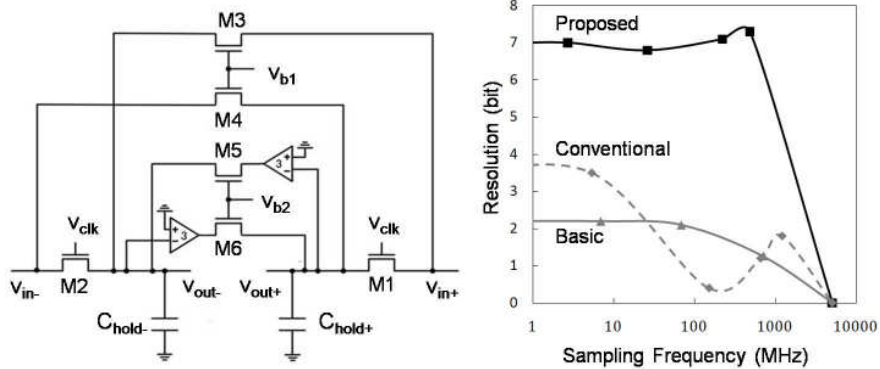 M3
Vb1
M4
M5
+
3
−
Vb2
+
3
−
M6
Vclk
Vclk
M2
M1
Vin-
Vout-
Vout+
Vin+
Chold-
Chold+
Resolution (bit)
8
7
6
5
4
3
2
1
0
Proposed
Conventional
Basic
1
10
100
1000
10000
Sampling Frequency (MHz)